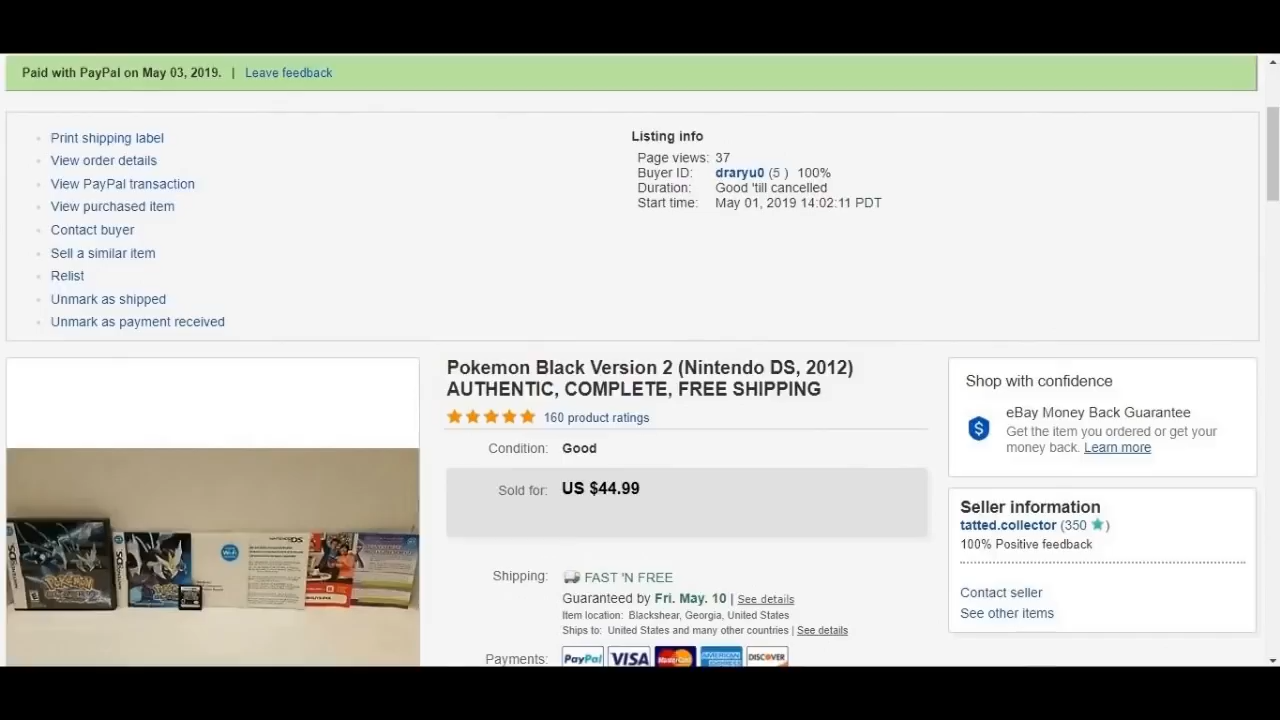 Paid with PayPal on May 03, 2019. | Leave feedback
Print shipping label
View order details
View PayPal transaction
View purchased item
Contact buyer
Sell a similar item
Relist
Unmark as shipped
Unmark as payment received
Listing info
Page views: 37
Buyer ID: draryu0 (5 ) 100%
Duration: Good 'till cancelled
Start time: May 01, 2019 14:02:11 PDT
Pokemon Black Version 2 (Nintendo DS, 2012)
AUTHENTIC, COMPLETE, FREE SHIPPING
160 product ratings
Condition: Good
Sold for: US $44.99
Shipping: FAST 'N FREE
Guaranteed by Fri. May. 10 | See details
Item location: Blackshear, Georgia, United States
Ships to: United States and many other countries | See details
Payments: PayPal VISA MasterCard AMERICAN EXPRESS DISCOVER
Shop with confidence
eBay Money Back Guarantee
Get the item you ordered or get your
money back. Learn more
Seller information
tatted.collector (350 )
100% Positive feedback
Contact seller
See other items